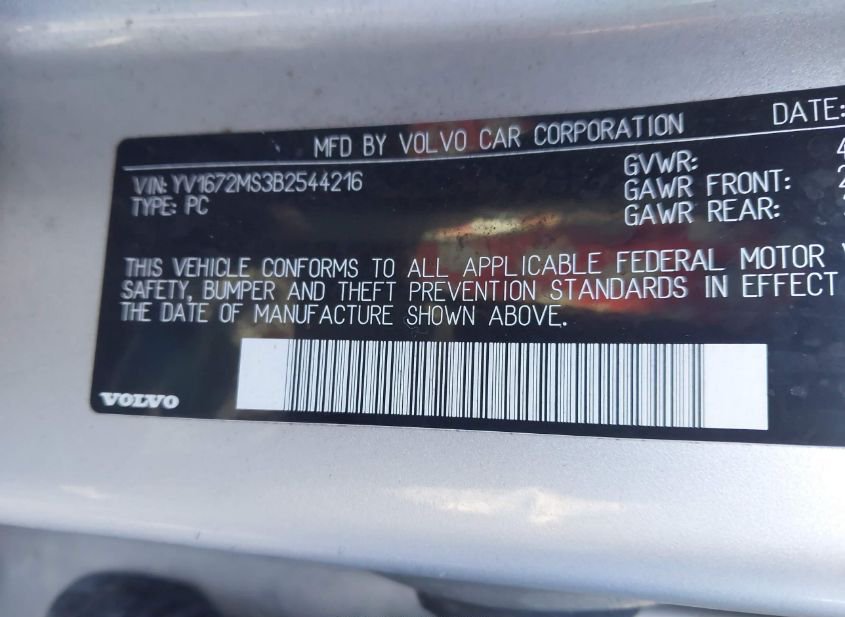 DATE:
MFD BY VOLVO CAR CORPORATION
VIN: YV1672MS3B2544216
TYPE: PC
GVWR: 4
GAWR FRONT: 2
GAWR REAR:
THIS VEHICLE CONFORMS TO ALL APPLICABLE FEDERAL MOTOR V
SAFETY, BUMPER AND THEFT PREVENTION STANDARDS IN EFFECT
THE DATE OF MANUFACTURE SHOWN ABOVE.
VOLVO